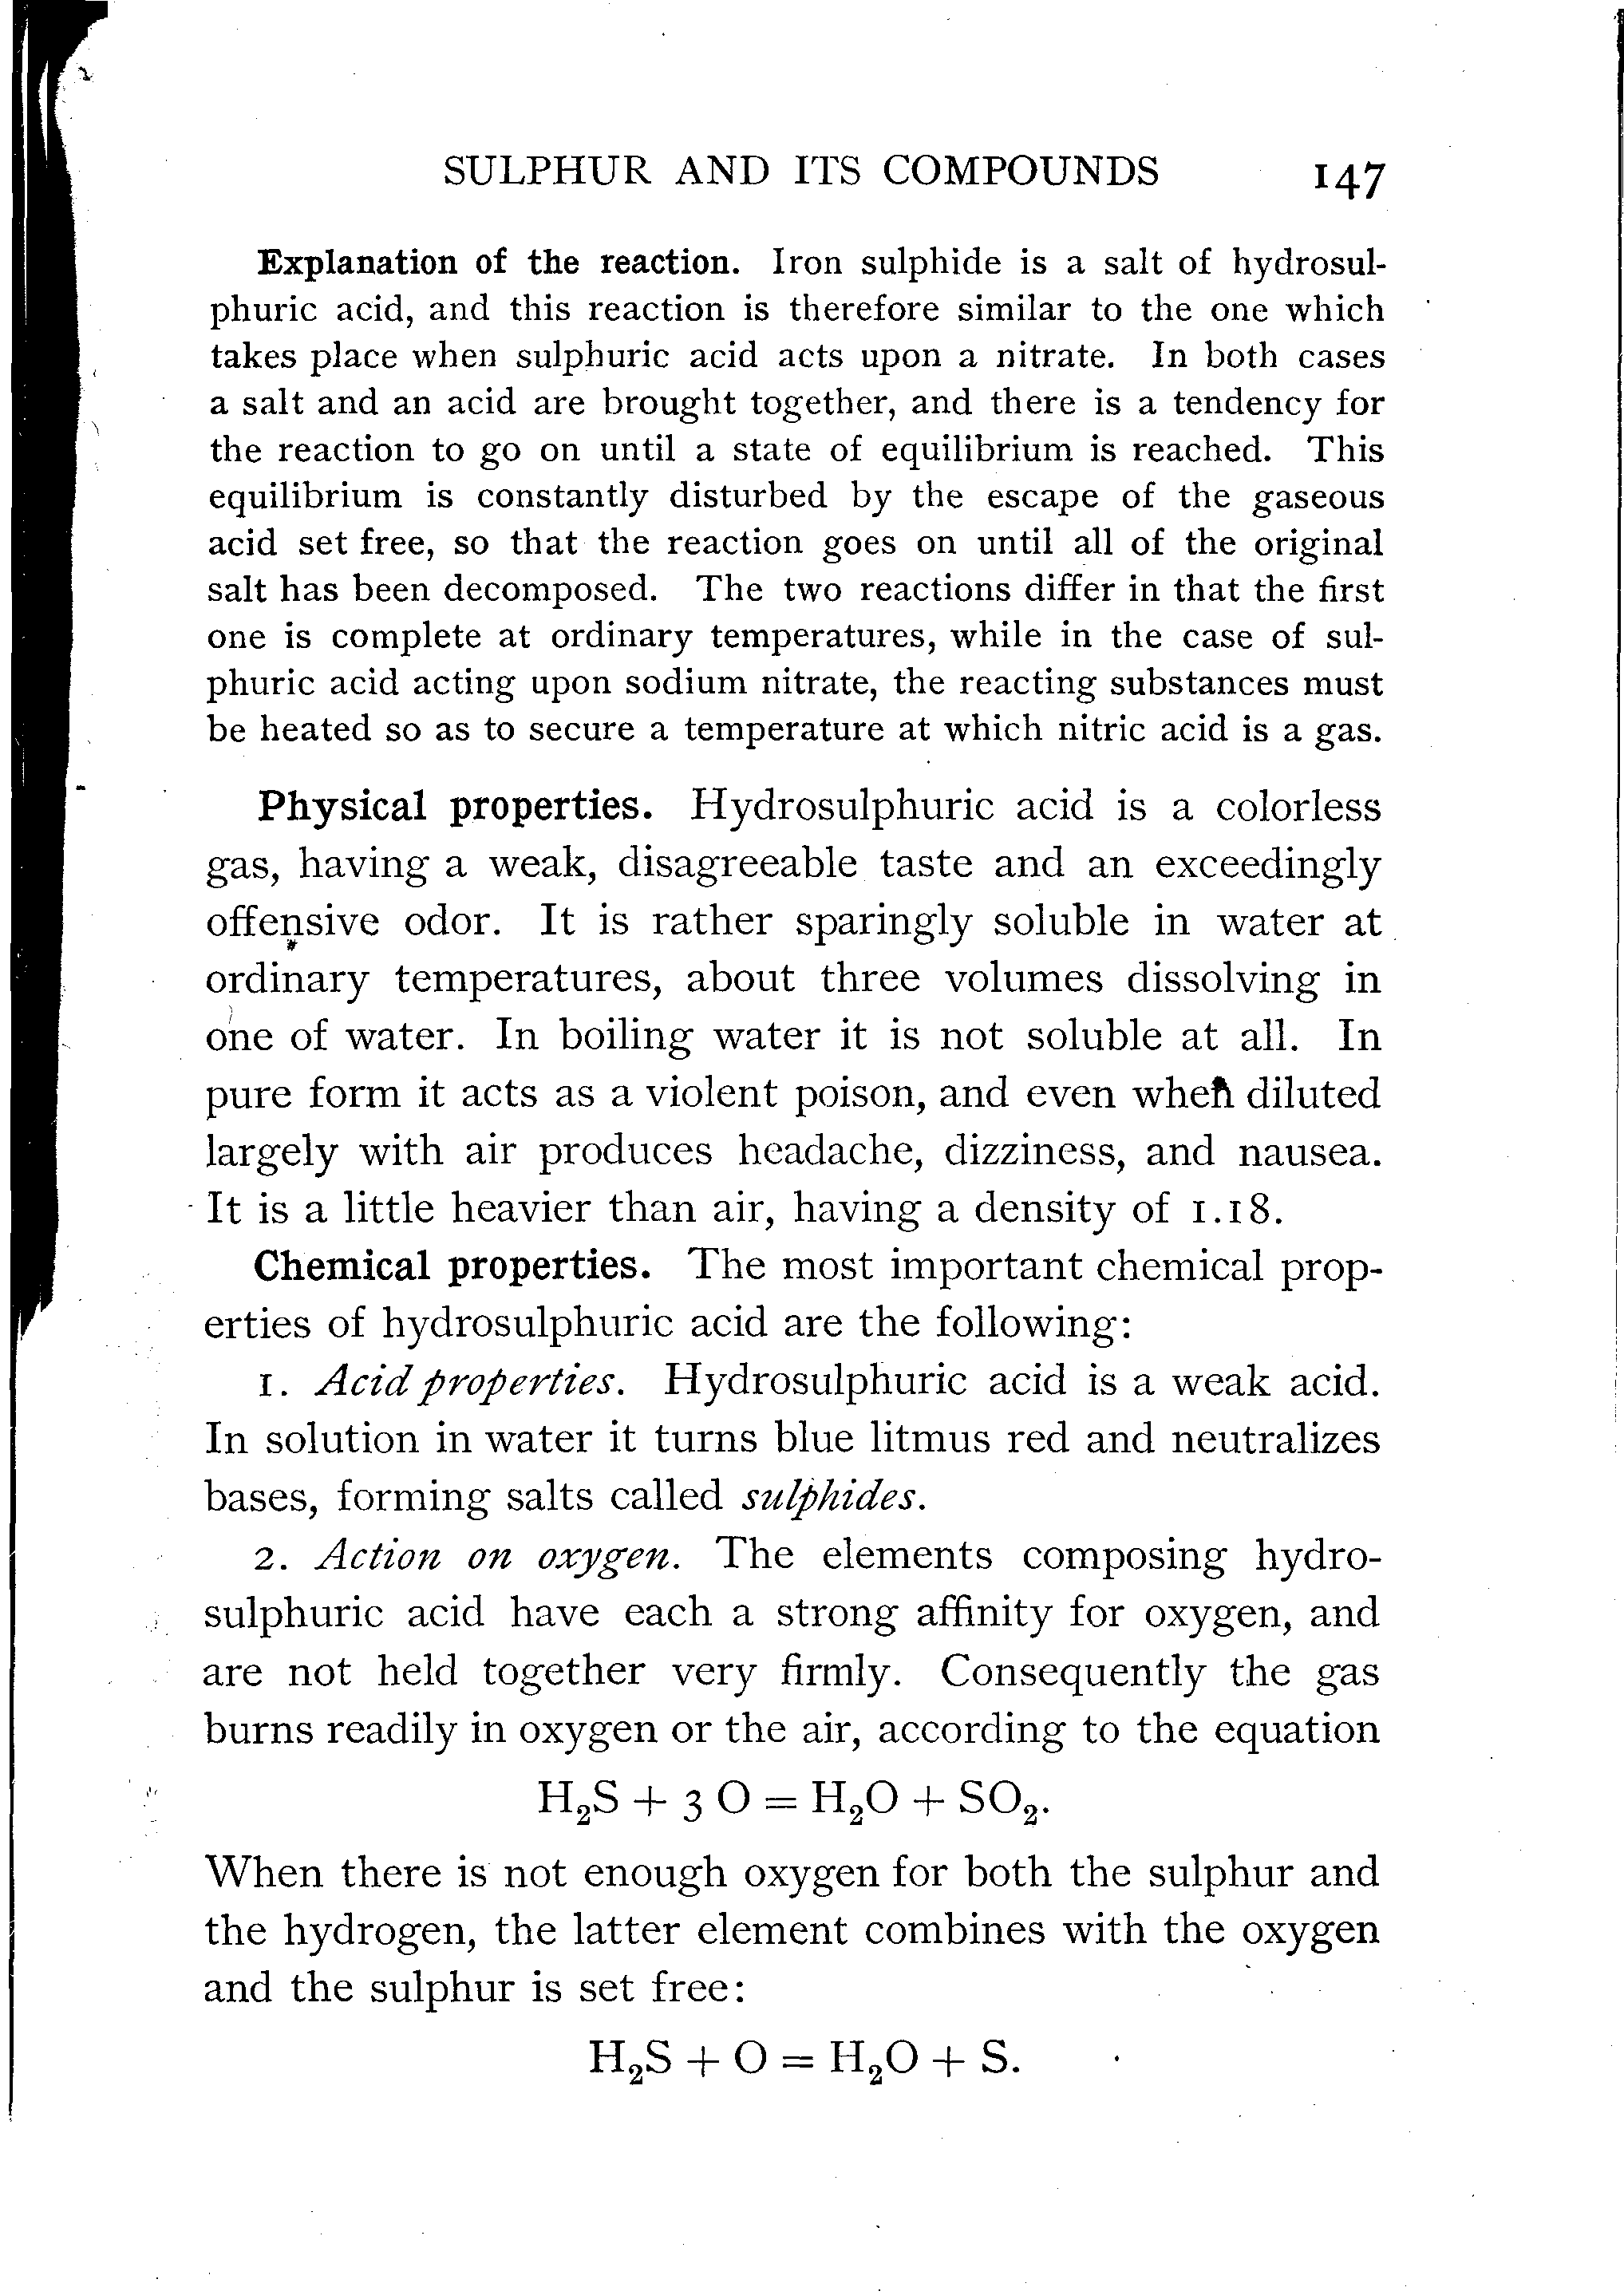 SULPHUR AND ITS COMPOUNDS 147
Explanation of the reaction. Iron sulphide is a salt of hydrosul-
phuric acid, and this reaction is therefore similar to the one which
takes place when sulphuric acid acts upon a nitrate. In both cases
a salt and an acid are brought together, and there is a tendency for
the reaction to go on until a state of equilibrium is reached. This
equilibrium is constantly disturbed by the escape of the gaseous
acid set free, so that the reaction goes on until all of the original
salt has been decomposed. The two reactions differ in that the first
one is complete at ordinary temperatures, while in the case of sul-
phuric acid acting upon sodium nitrate, the reacting substances must
be heated so as to secure a temperature at which nitric acid is a gas.
Physical properties. Hydrosulphuric acid is a colorless
gas, having a weak, disagreeable taste and an exceedingly
offensive odor. It is rather sparingly soluble in water at
ordinary temperatures, about three volumes dissolving in
one of water. In boiling water it is not soluble at all. In
pure form it acts as a violent poison, and even when diluted
largely with air produces headache, dizziness, and nausea.
It is a little heavier than air, having a density of 1.18.
Chemical properties. The most important chemical prop-
erties of hydrosulphuric acid are the following:
1. Acid properties. Hydrosulphuric acid is a weak acid.
In solution in water it turns blue litmus red and neutralizes
bases, forming salts called sulphides.
2. Action on oxygen. The elements composing hydro-
sulphuric acid have each a strong affinity for oxygen, and
are not held together very firmly. Consequently the gas
burns readily in oxygen or the air, according to the equation
H₂S + 3 O = H₂O + SO₂.
When there is not enough oxygen for both the sulphur and
the hydrogen, the latter element combines with the oxygen
and the sulphur is set free:
H₂S + O = H₂O + S.